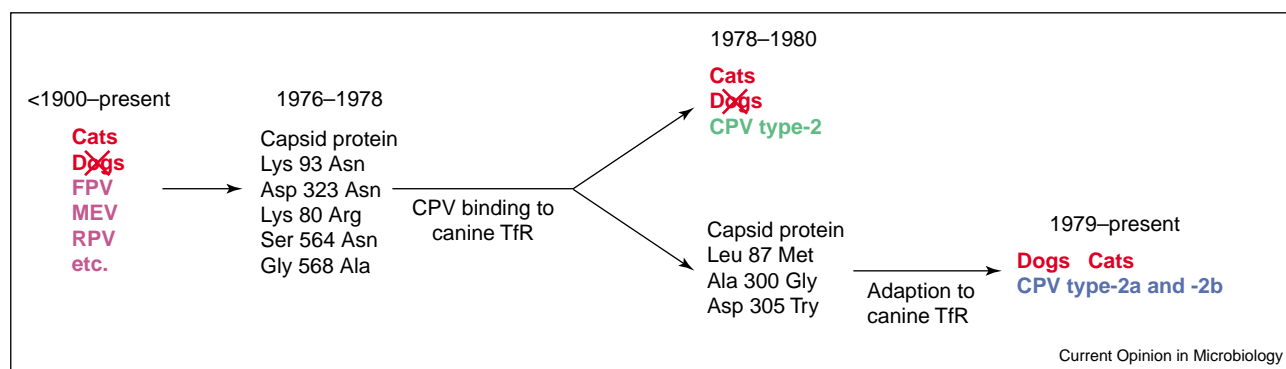 <1900–present
Cats
Dogs
FPV
MEV
RPV
etc.
1976–1978
Capsid protein
Lys 93 Asn
Asp 323 Asn
Lys 80 Arg
Ser 564 Asn
Gly 568 Ala
CPV binding to
canine TfR
1978–1980
Cats
Dogs
CPV type-2
Capsid protein
Leu 87 Met
Ala 300 Gly
Asp 305 Try
Adaption to
canine TfR
1979–present
Dogs Cats
CPV type-2a and -2b
Current Opinion in Microbiology